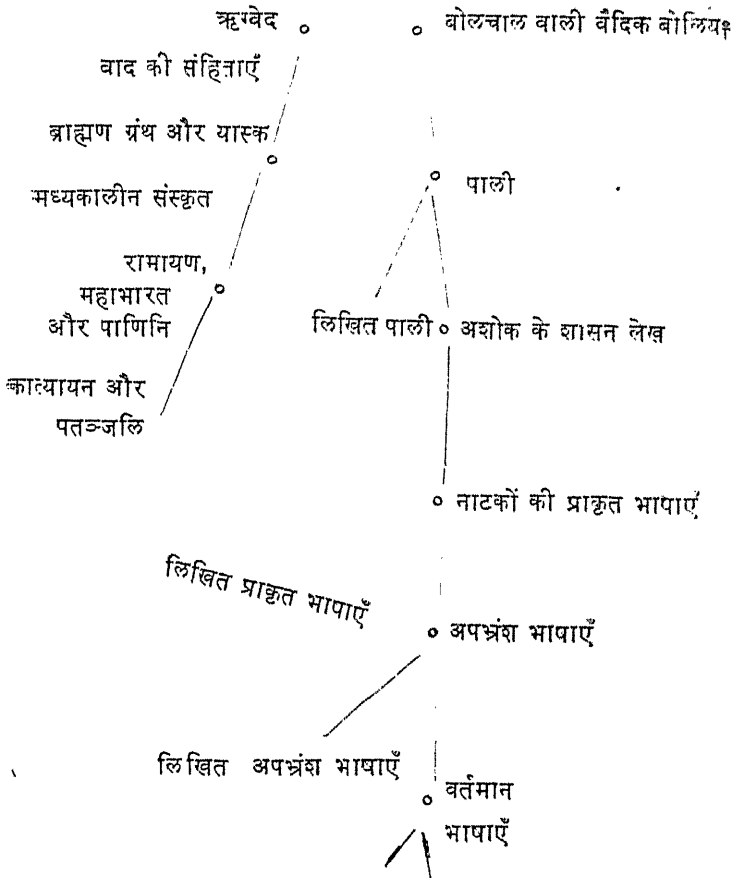 ऋग्वेद
बोलचाल वाली वैदिक बोलियाँ
बाद की संहिताएँ
ब्राह्मण ग्रंथ और यास्क
पाली
मध्यकालीन संस्कृत
रामायण,
महाभारत
और पाणिनि
लिखित पाली
अशोक के शासन लेख
कात्यायन और
पतञ्जलि
नाटकों की प्राकृत भाषाएँ
लिखित प्राकृत भाषाएँ
अपभ्रंश भाषाएँ
लिखित अपभ्रंश भाषाएँ
वर्तमान
भाषाएँ